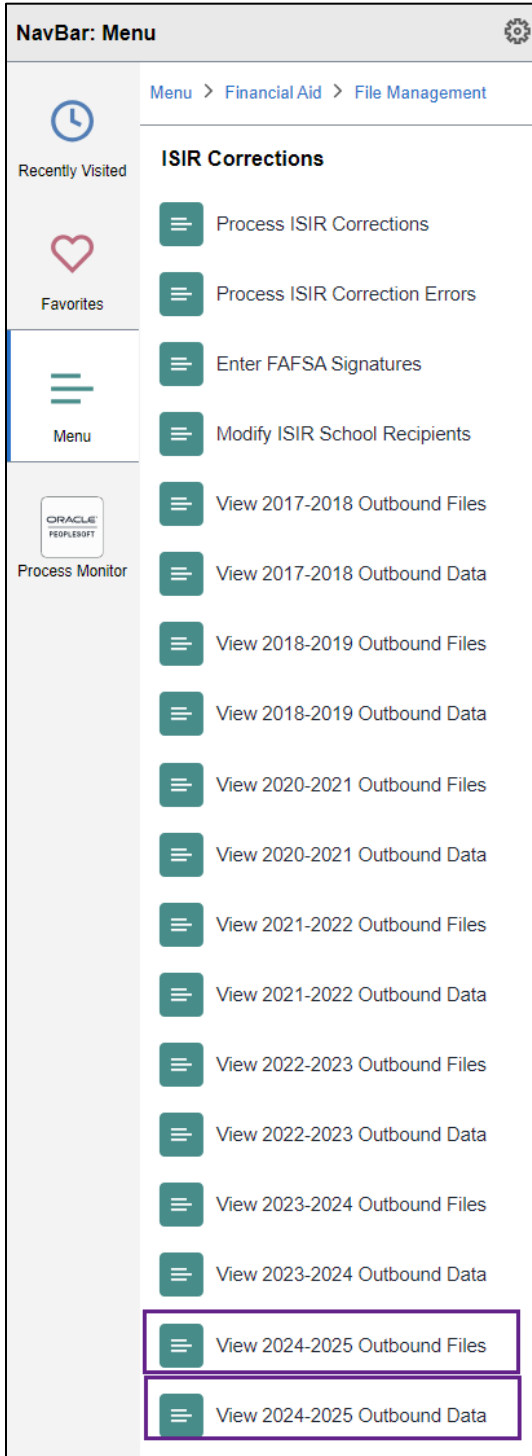 NavBar: Menu
Recently Visited
Favorites
Menu
ORACLE'
PEOPLESOFT
Process Monitor
Menu > Financial Aid > File Management
ISIR Corrections
Process ISIR Corrections
Process ISIR Correction Errors
Enter FAFSA Signatures
Modify ISIR School Recipients
View 2017-2018 Outbound Files
View 2017-2018 Outbound Data
View 2018-2019 Outbound Files
View 2018-2019 Outbound Data
View 2020-2021 Outbound Files
View 2020-2021 Outbound Data
View 2021-2022 Outbound Files
View 2021-2022 Outbound Data
View 2022-2023 Outbound Files
View 2022-2023 Outbound Data
View 2023-2024 Outbound Files
View 2023-2024 Outbound Data
View 2024-2025 Outbound Files
View 2024-2025 Outbound Data